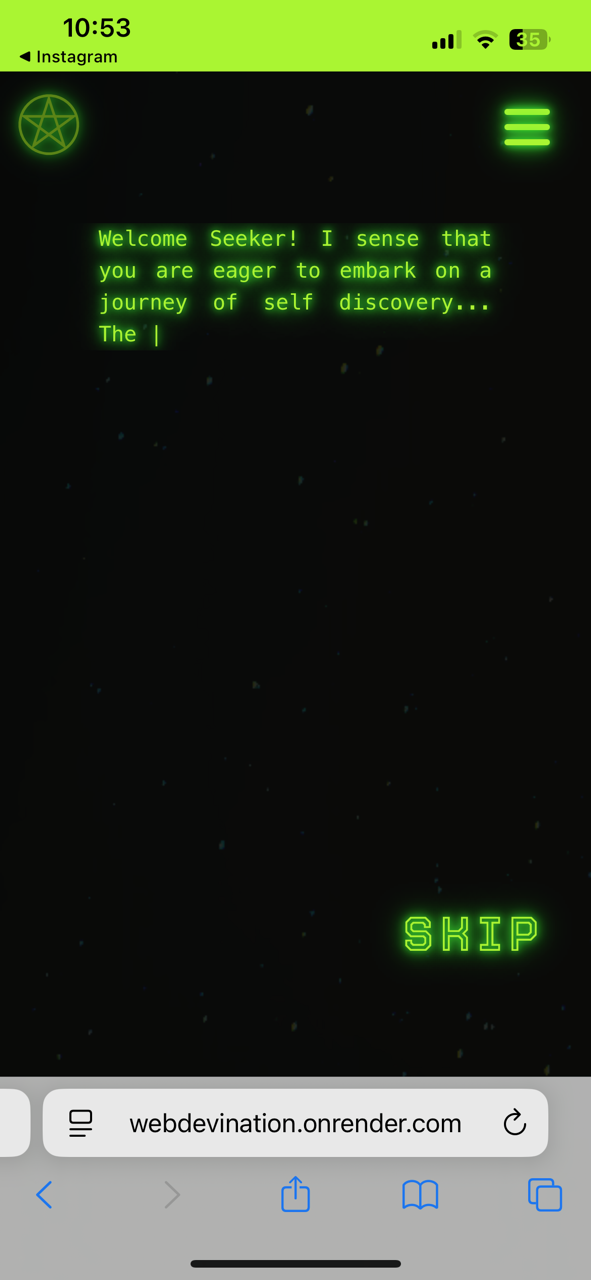 10:53
◀ Instagram
35
Welcome Seeker! I sense that
you are eager to embark on a
journey of self discovery...
The |
SKIP
webdevination.onrender.com